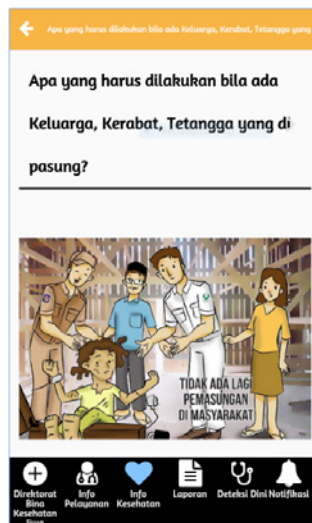 Apa yang harus dilakukan bila ada Keluarga, Kerabat, Tetangga yang
Apa yang harus dilakukan bila ada
Keluarga, Kerabat, Tetangga yang di
pasung?
TIDAK ADA LAGI
PEMASUNGAN
DI MASYARAKAT
Direktorat
Bina
Kesehatan
Jiwa
Info
Pelayanan
Info
Kesehatan
Laporan
Deteksi Dini
Notifikasi